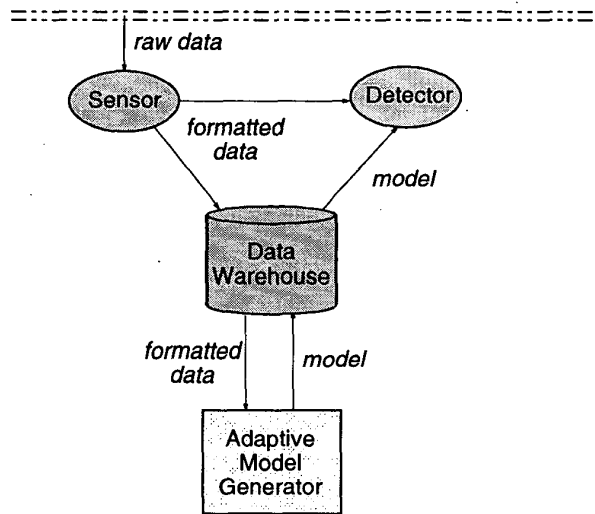 raw data
Sensor
Detector
formatted
data
model
Data
Warehouse
formatted
data
model
Adaptive
Model
Generator